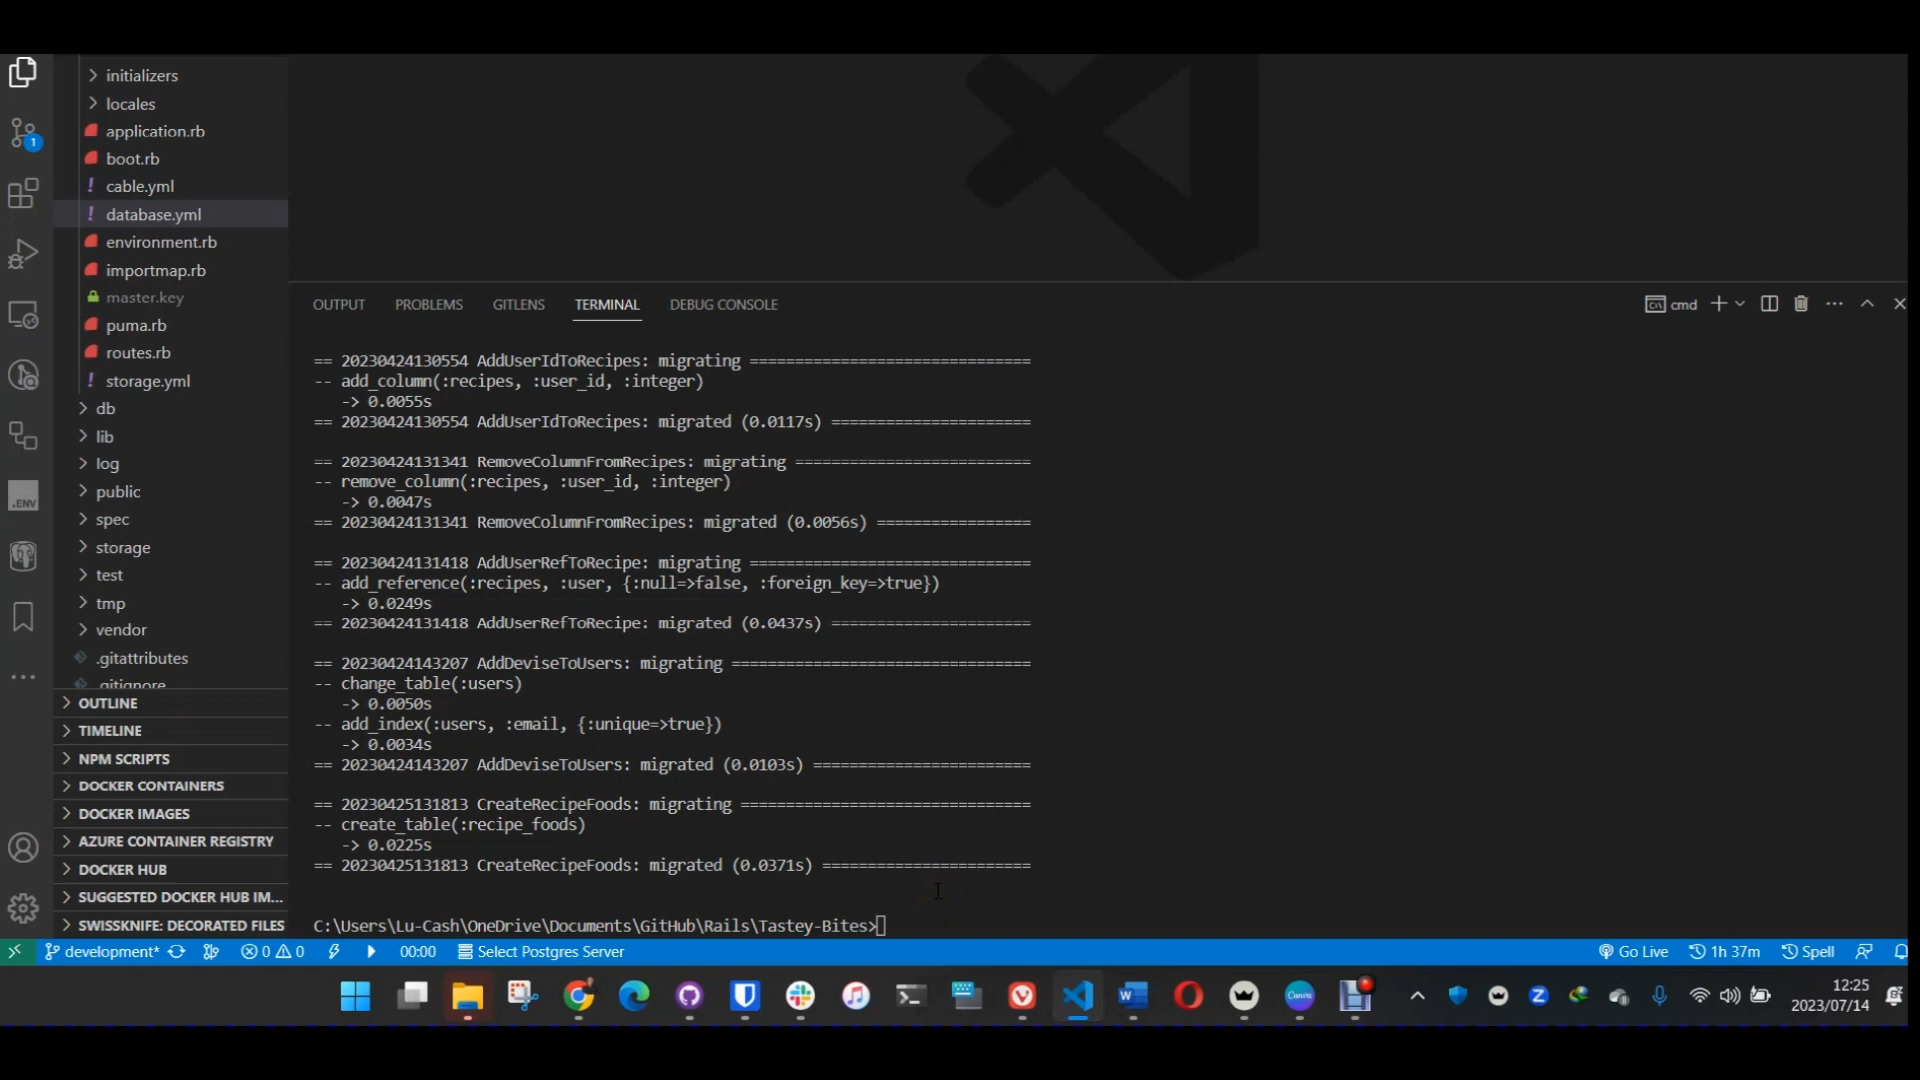 initializers
locales
application.rb
boot.rb
cable.yml
database.yml
environment.rb
importmap.rb
master.key
puma.rb
routes.rb
storage.yml
db
lib
log
public
spec
storage
test
tmp
vendor
.gitattributes
.gitignore
OUTLINE
TIMELINE
NPM SCRIPTS
DOCKER CONTAINERS
DOCKER IMAGES
AZURE CONTAINER REGISTRY
DOCKER HUB
SUGGESTED DOCKER HUB IM...
SWISSKNIFE: DECORATED FILES
1
.ENV
OUTPUT PROBLEMS GITLENS TERMINAL DEBUG CONSOLE
cmd
== 20230424130554 AddUserIdToRecipes: migrating ===============================
-- add_column(:recipes, :user_id, :integer)
-> 0.0055s
== 20230424130554 AddUserIdToRecipes: migrated (0.0117s) ======================
== 20230424131341 RemoveColumnFromRecipes: migrating ==========================
-- remove_column(:recipes, :user_id, :integer)
-> 0.0047s
== 20230424131341 RemoveColumnFromRecipes: migrated (0.0056s) =================
== 20230424131418 AddUserRefToRecipe: migrating ===============================
-- add_reference(:recipes, :user, {:null=>false, :foreign_key=>true})
-> 0.0249s
== 20230424131418 AddUserRefToRecipe: migrated (0.0437s) ======================
== 20230424143207 AddDeviseToUsers: migrating =================================
-- change_table(:users)
-> 0.0050s
-- add_index(:users, :email, {:unique=>true})
-> 0.0034s
== 20230424143207 AddDeviseToUsers: migrated (0.0103s) ========================
== 20230425131813 CreateRecipeFoods: migrating ================================
-- create_table(:recipe_foods)
-> 0.0225s
== 20230425131813 CreateRecipeFoods: migrated (0.0371s) =======================
C:\Users\Lu-Cash\OneDrive\Documents\GitHub\Rails\Tastey-Bites>
development* 0 0 00:00 Select Postgres Server Go Live 1h 37m Spell
Canva
12:25
2023/07/14